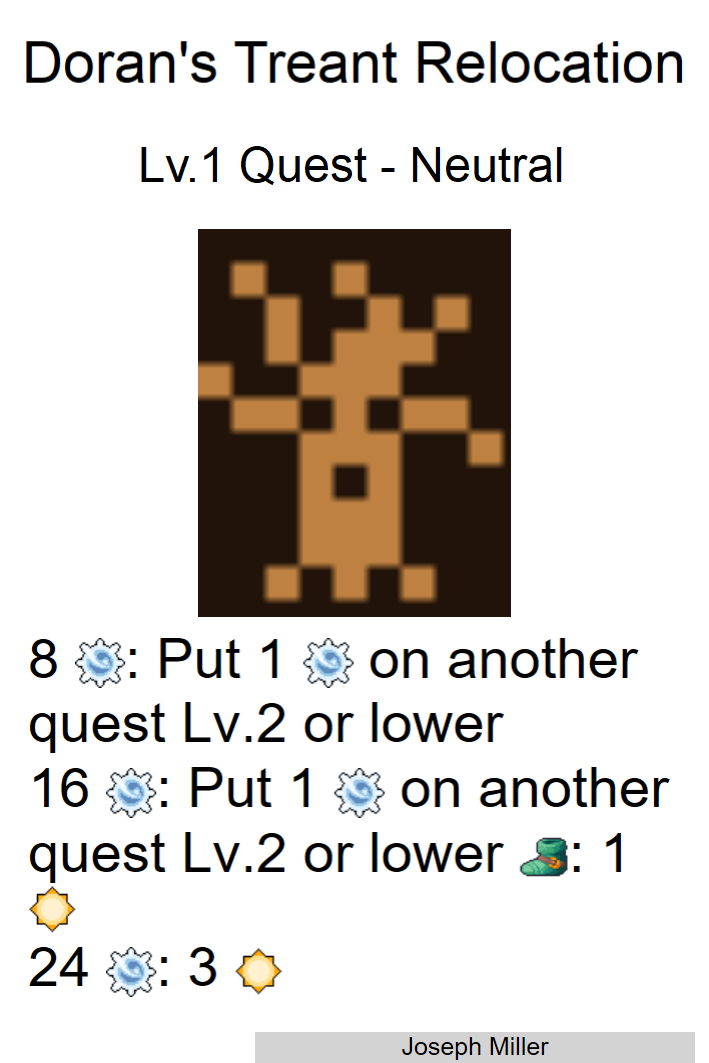 Doran's Treant Relocation
Lv.1 Quest - Neutral
8 : Put 1 on another
quest Lv.2 or lower
16 : Put 1 on another
quest Lv.2 or lower : 1
24 : 3
Joseph Miller